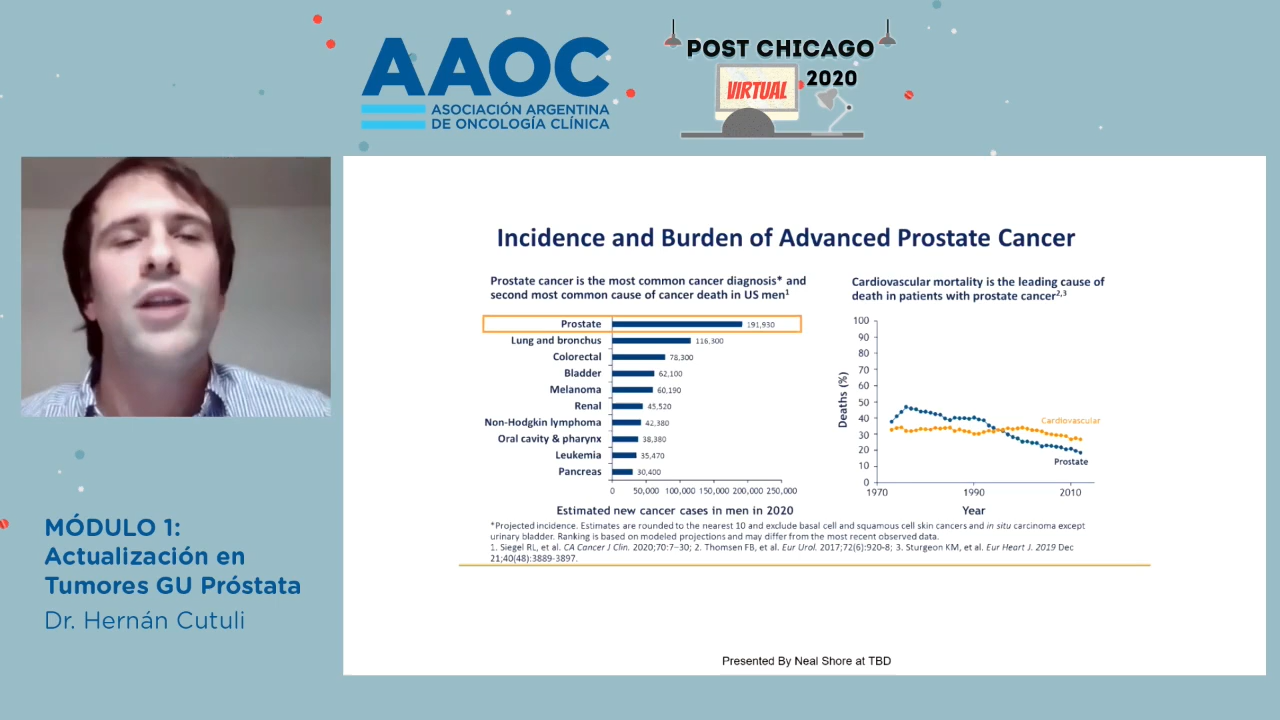 AAOC
ASOCIACIÓN ARGENTINA
DE ONCOLOGÍA CLÍNICA
POST CHICAGO
2020
VIRTUAL
Incidence and Burden of Advanced Prostate Cancer
Prostate cancer is the most common cancer diagnosis* and
second most common cause of cancer death in US men1
Prostate 191,930
Lung and bronchus 116,300
Colorectal 78,300
Bladder 62,100
Melanoma 60,190
Renal 45,520
Non-Hodgkin lymphoma 42,380
Oral cavity & pharynx 38,380
Leukemia 35,470
Pancreas 30,400
0 50,000 100,000 150,000 200,000 250,000
Estimated new cancer cases in men in 2020
Cardiovascular mortality is the leading cause of
death in patients with prostate cancer2,3
Deaths (%)
100
90
80
70
60
50
40
30
20
10
0
Cardiovascular
Prostate
1970 1990 2010
Year
*Projected incidence. Estimates are rounded to the nearest 10 and exclude basal cell and squamous cell skin cancers and in situ carcinoma except
urinary bladder. Ranking is based on modeled projections and may differ from the most recent observed data.
1. Siegel RL, et al. CA Cancer J Clin. 2020;70:7–30; 2. Thomsen FB, et al. Eur Urol. 2017;72(6):920-8; 3. Sturgeon KM, et al. Eur Heart J. 2019 Dec
21;40(48):3889-3897.
Presented By Neal Shore at TBD
MÓDULO 1:
Actualización en
Tumores GU Próstata
Dr. Hernán Cutuli